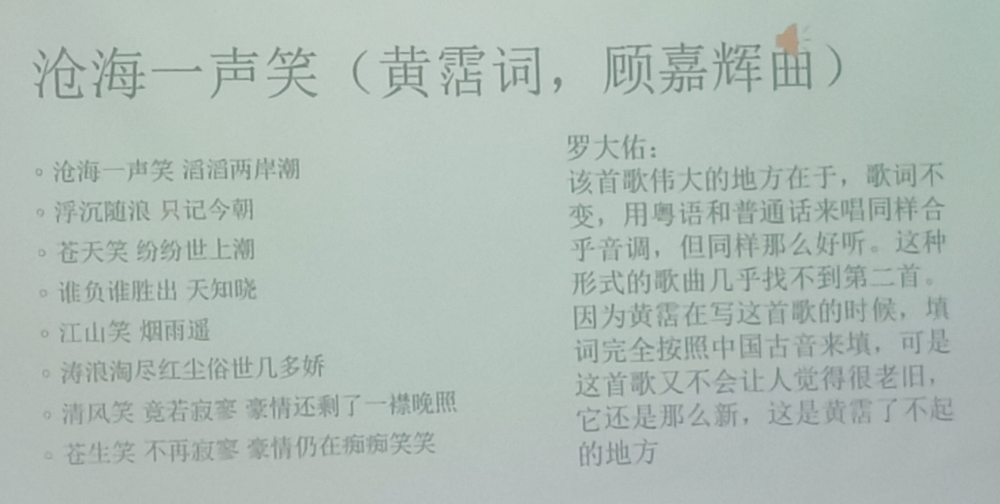 沧海一声笑（黄霑词，顾嘉辉曲）
沧海一声笑 滔滔两岸潮
浮沉随浪 只记今朝
苍天笑 纷纷世上潮
谁负谁胜出 天知晓
江山笑 烟雨遥
涛浪淘尽红尘俗世几多娇
清风笑 竟若寂寥 豪情还剩了一襟晚照
苍生笑 不再寂寥 豪情仍在痴痴笑笑
罗大佑：
该首歌伟大的地方在于，歌词不
变，用粤语和普通话来唱同样合
乎音调，但同样那么好听。这种
形式的歌曲几乎找不到第二首。
因为黄霑在写这首歌的时候，填
词完全按照中国古音来填，可是
这首歌又不会让人觉得很老旧，
它还是那么新，这是黄霑了不起
的地方